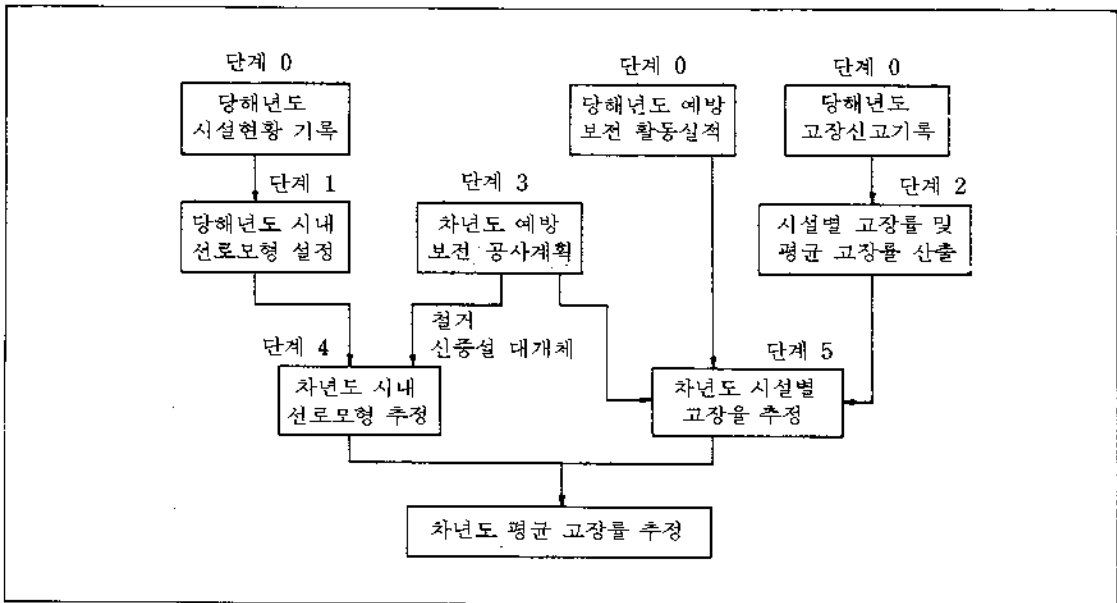 단계 0
당해년도
시설현황 기록
단계 0
당해년도 예방
보전 활동실적
단계 0
당해년도
고장신고기록
단계 1
당해년도 시내
선로모형 설정
단계 3
차년도 예방
보전 공사계획
단계 2
시설별 고장률 및
평균 고장률 산출
철거
신증설 대개체
단계 4
차년도 시내
선로모형 추정
단계 5
차년도 시설별
고장율 추정
차년도 평균 고장률 추정